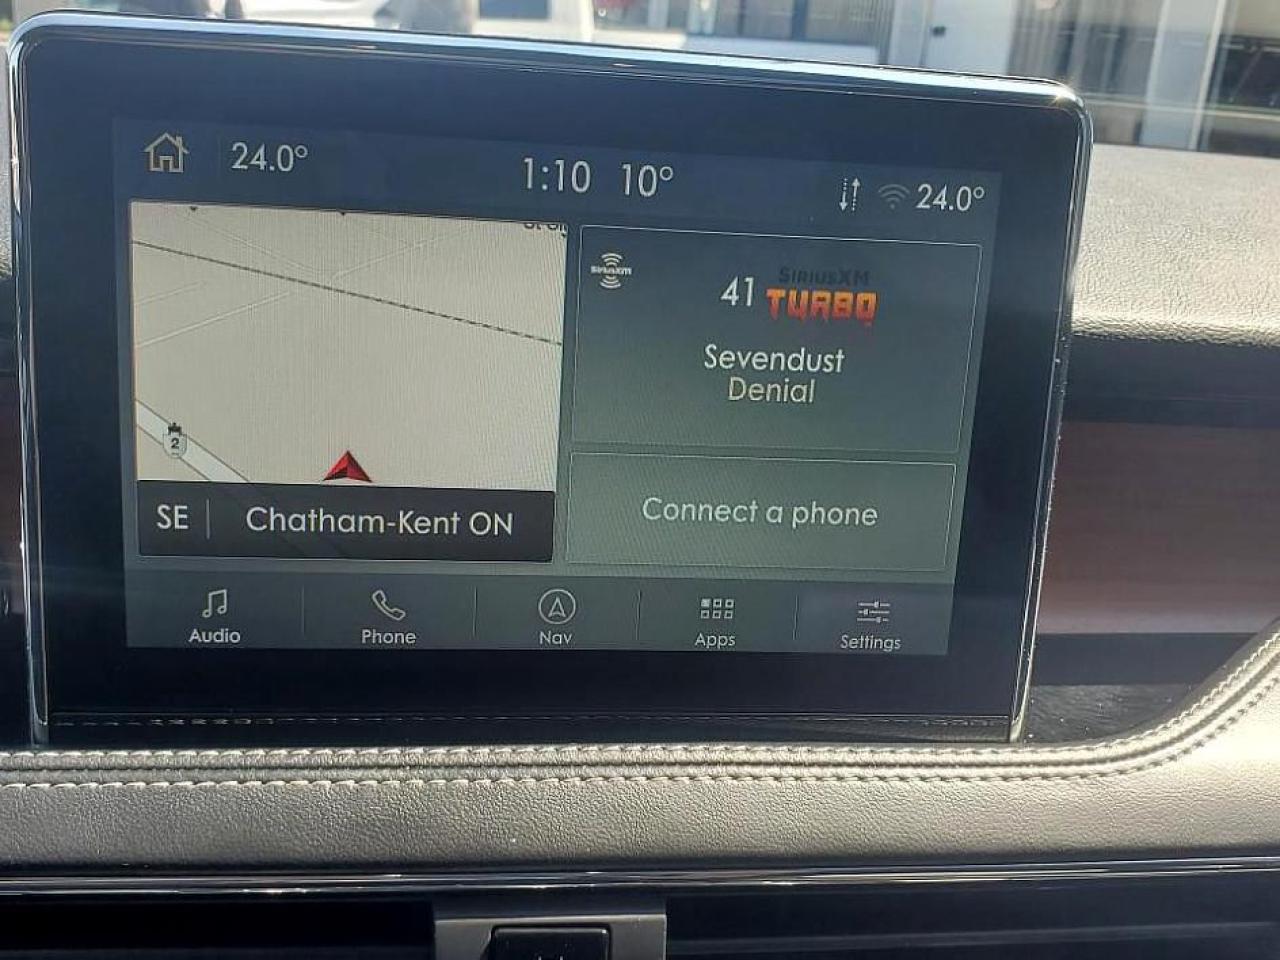 24.0°
1:10 10°
24.0°
SiriusXM
41
SiriusXM
TURBO
Sevendust
Denial
2
SE
Chatham-Kent ON
Connect a phone
Audio
Phone
Nav
Apps
Settings